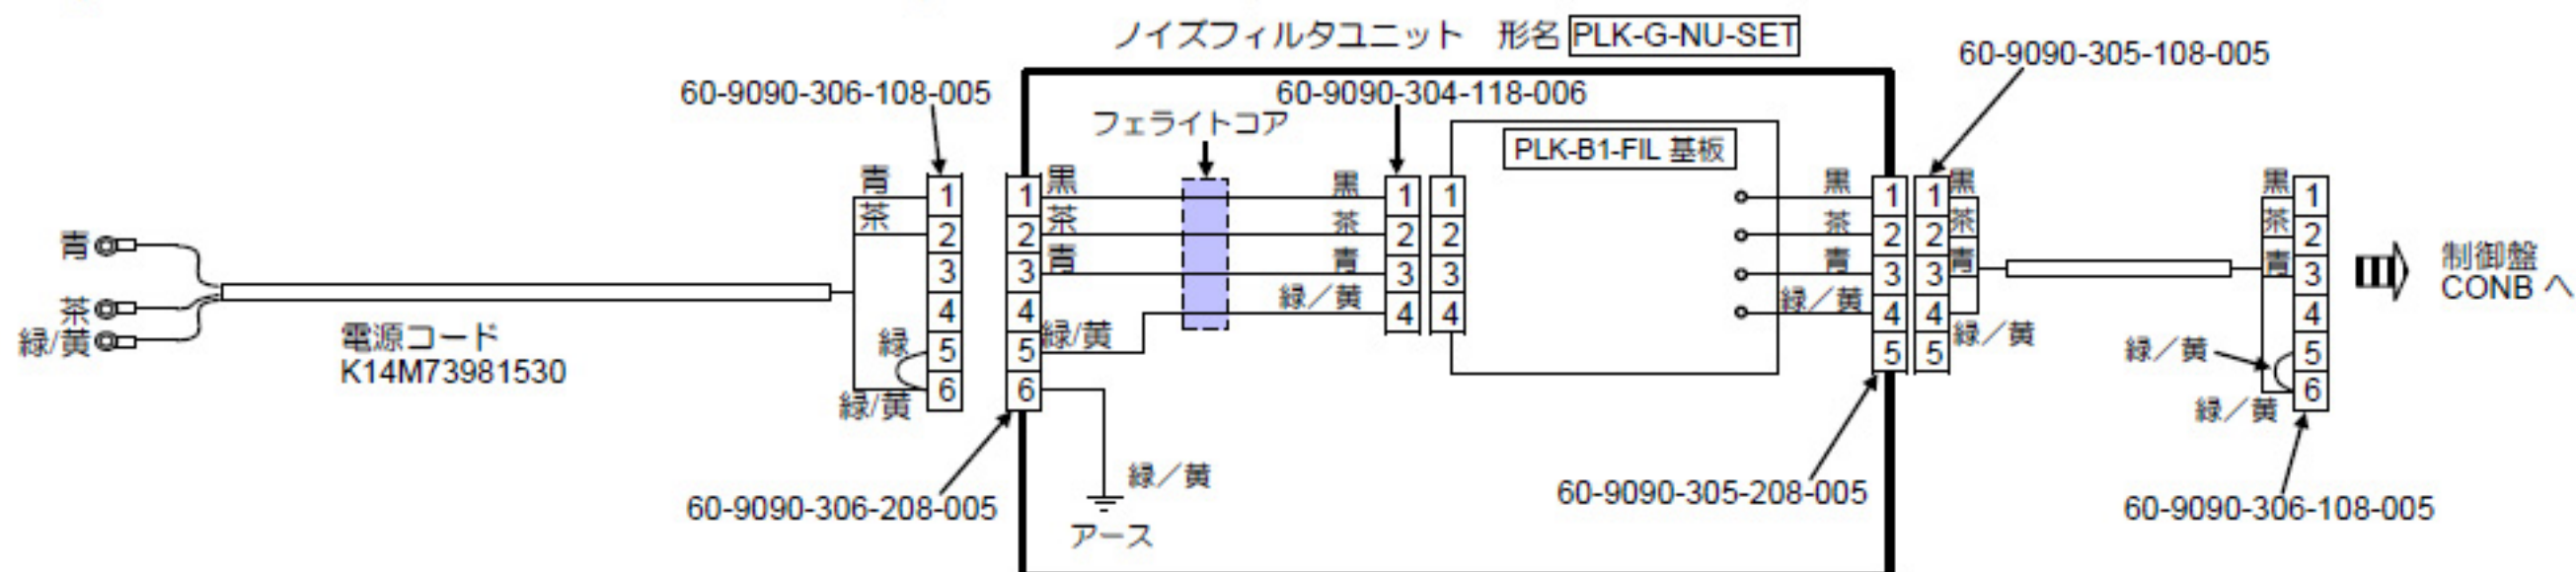 ノイズフィルタユニット 形名 PLK-G-NU-SET
60-9090-306-108-005
60-9090-304-118-006
60-9090-305-108-005
フェライトコア
PLK-B1-FIL 基板
青
茶
緑/黄
電源コード
K14M73981530
青
茶
緑
緑/黄
1
2
3
4
5
6
1
2
3
4
5
6
黒
茶
青
緑/黄
緑／黄
アース
黒
茶
青
緑／黄
1
2
3
4
1
2
3
4
黒
茶
青
緑／黄
1
2
3
4
5
1
2
3
4
5
黒
茶
青
緑／黄
黒
茶
青
緑／黄
緑／黄
1
2
3
4
5
6
制御盤
CONB へ
60-9090-306-208-005
60-9090-305-208-005
60-9090-306-108-005